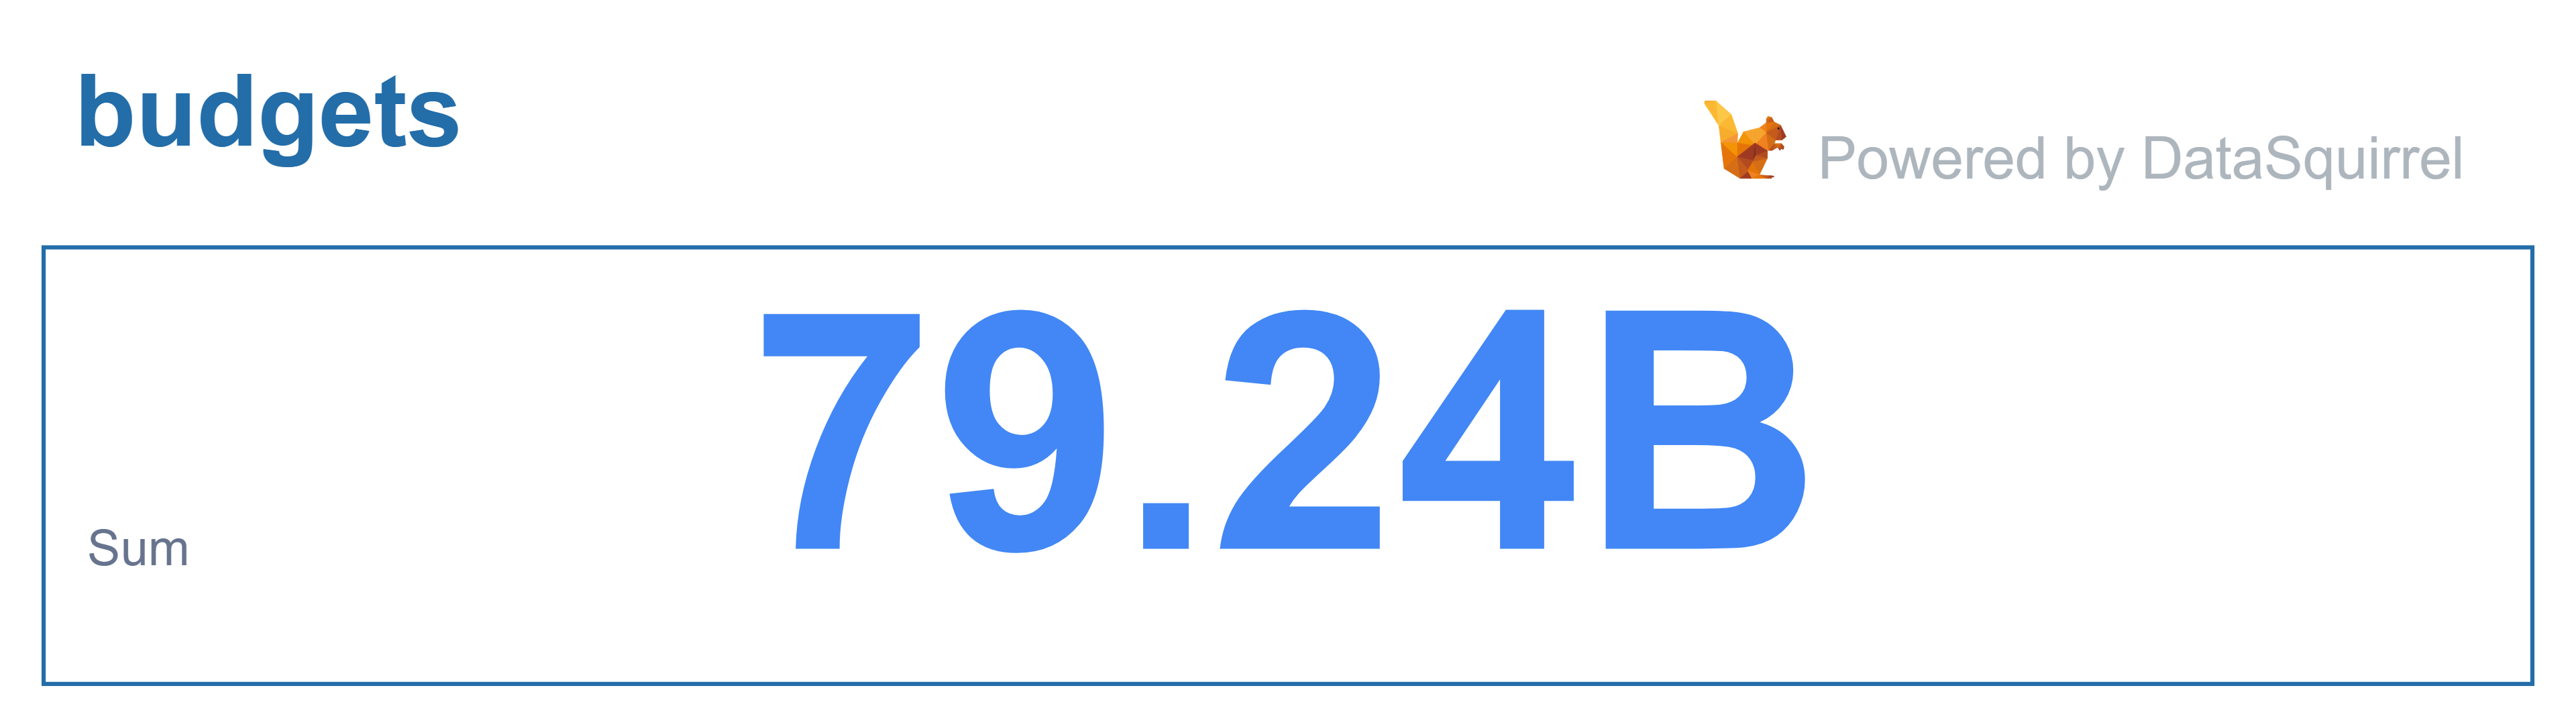 budgets
Powered by DataSquirrel
79.24B
Sum